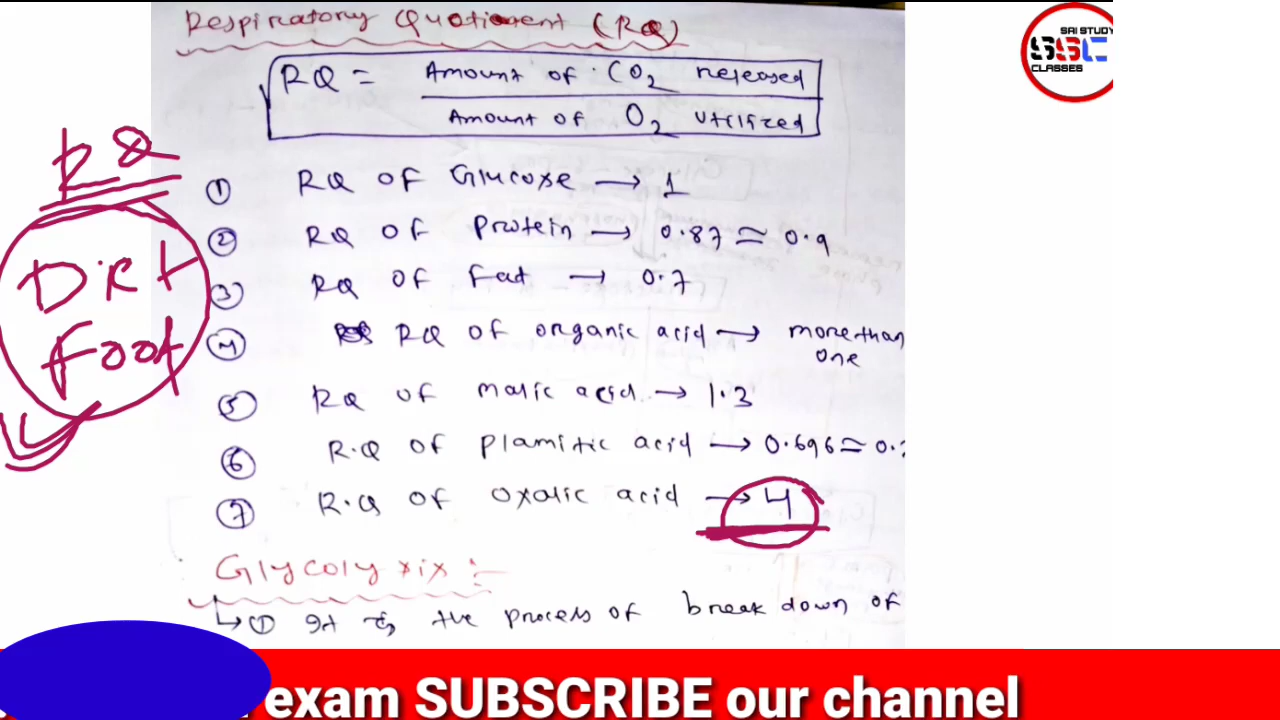 Respiratory Quotient (RQ)
SAI STUDY
SSC
CLASSES
RQ = Amount of CO2 released
Amount of O2 utilized
RQ
① RQ OF Glucose → 1
② RQ OF Protein → 0.87 ≃ 0.9
③ RQ OF Fat → 0.7
④ RQ OF organic acid → more than
one
⑤ RQ OF malic acid → 1.3
⑥ R.Q OF plamitic acid → 0.696 ≃ 0.
⑦ R.Q OF oxalic acid → 4
Glycolysix :-
↳ ① It is the process of break down of
exam SUBSCRIBE our channel